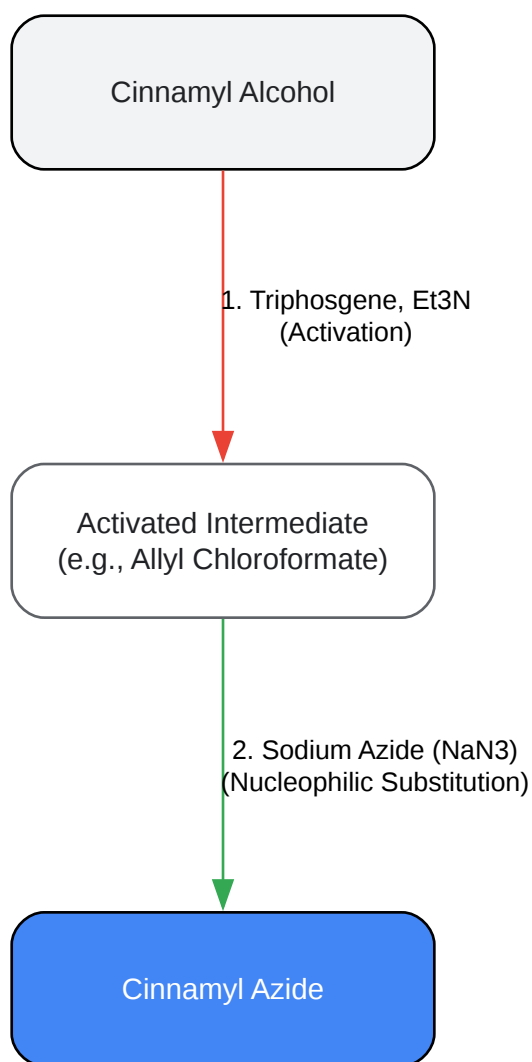 Cinnamyl Alcohol
1. Triphosgene, Et3N
(Activation)
Activated Intermediate
(e.g., Allyl Chloroformate)
2. Sodium Azide (NaN3)
(Nucleophilic Substitution)
Cinnamyl Azide